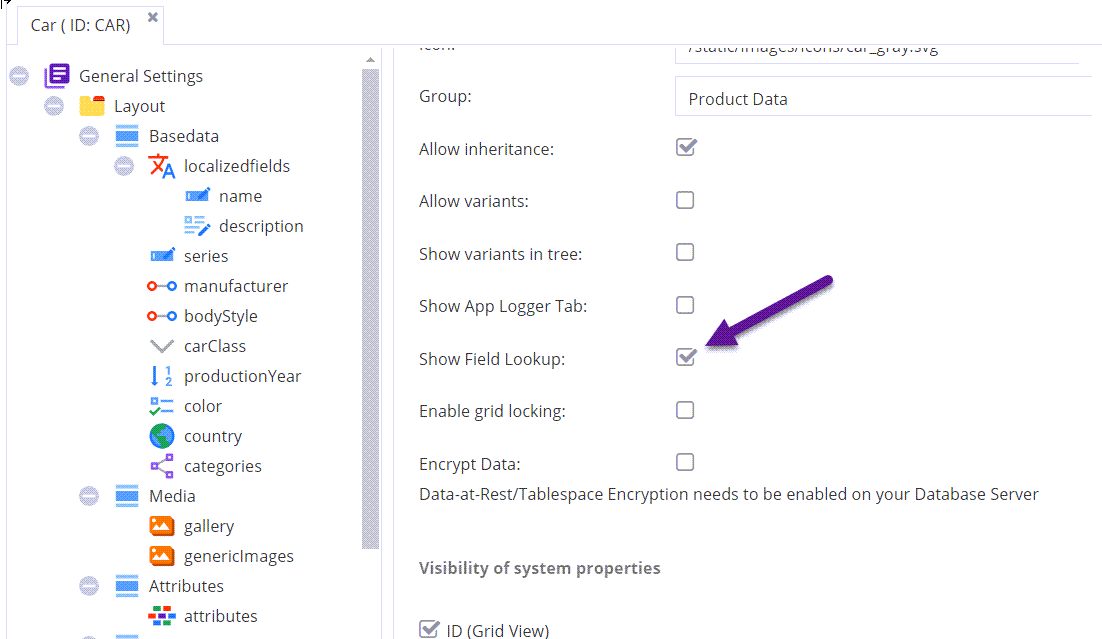 Car ( ID: CAR)
General Settings
Layout
Basedata
localizedfields
name
description
series
manufacturer
bodyStyle
carClass
productionYear
color
country
categories
Media
gallery
genericImages
Attributes
attributes
Icon: /static/images/icons/car_gray.svg
Group: Product Data
Allow inheritance:
Allow variants:
Show variants in tree:
Show App Logger Tab:
Show Field Lookup:
Enable grid locking:
Encrypt Data:
Data-at-Rest/Tablespace Encryption needs to be enabled on your Database Server
Visibility of system properties
ID (Grid View)